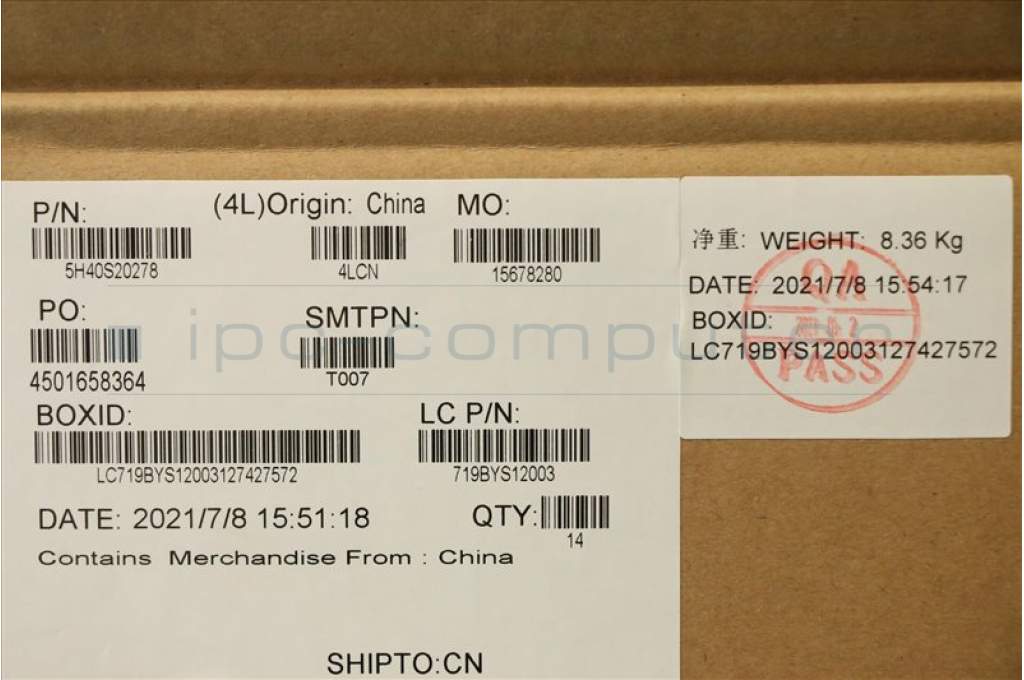 P/N:
5H40S20278
(4L)Origin: China
4LCN
MO:
15678280
PO:
4501658364
SMTPN:
T007
BOXID:
LC719BYS12003127427572
LC P/N:
719BYS12003
DATE: 2021/7/8 15:51:18
QTY:
14
Contains Merchandise From : China
SHIPTO:CN
净重: WEIGHT: 8.36 Kg
DATE: 2021/7/8 15:54:17
BOXID:
LC719BYS12003127427572
QA
PASS
ipc-compu